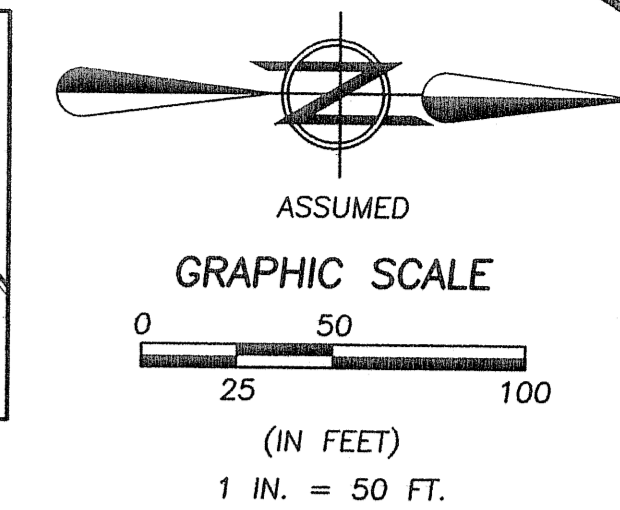 N
ASSUMED
GRAPHIC SCALE
0 50
25 100
(IN FEET)
1 IN. = 50 FT.